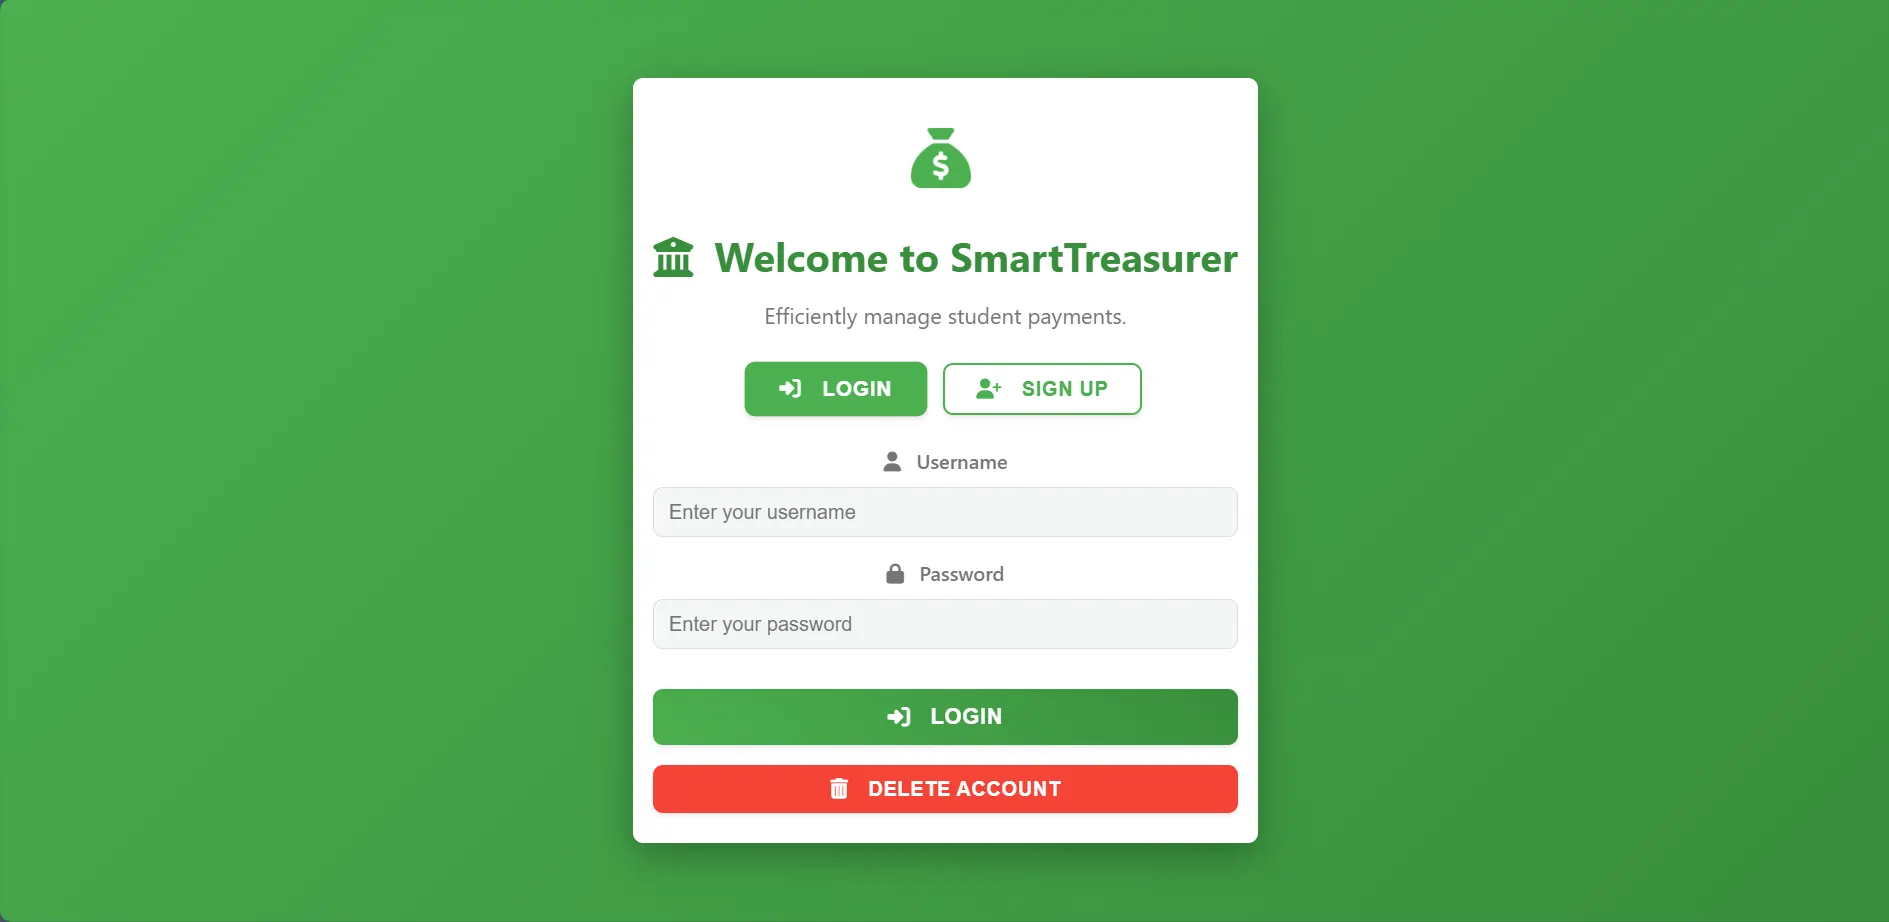 $
Welcome to SmartTreasurer
Efficiently manage student payments.
LOGIN
SIGN UP
Username
Enter your username
Password
Enter your password
LOGIN
DELETE ACCOUNT